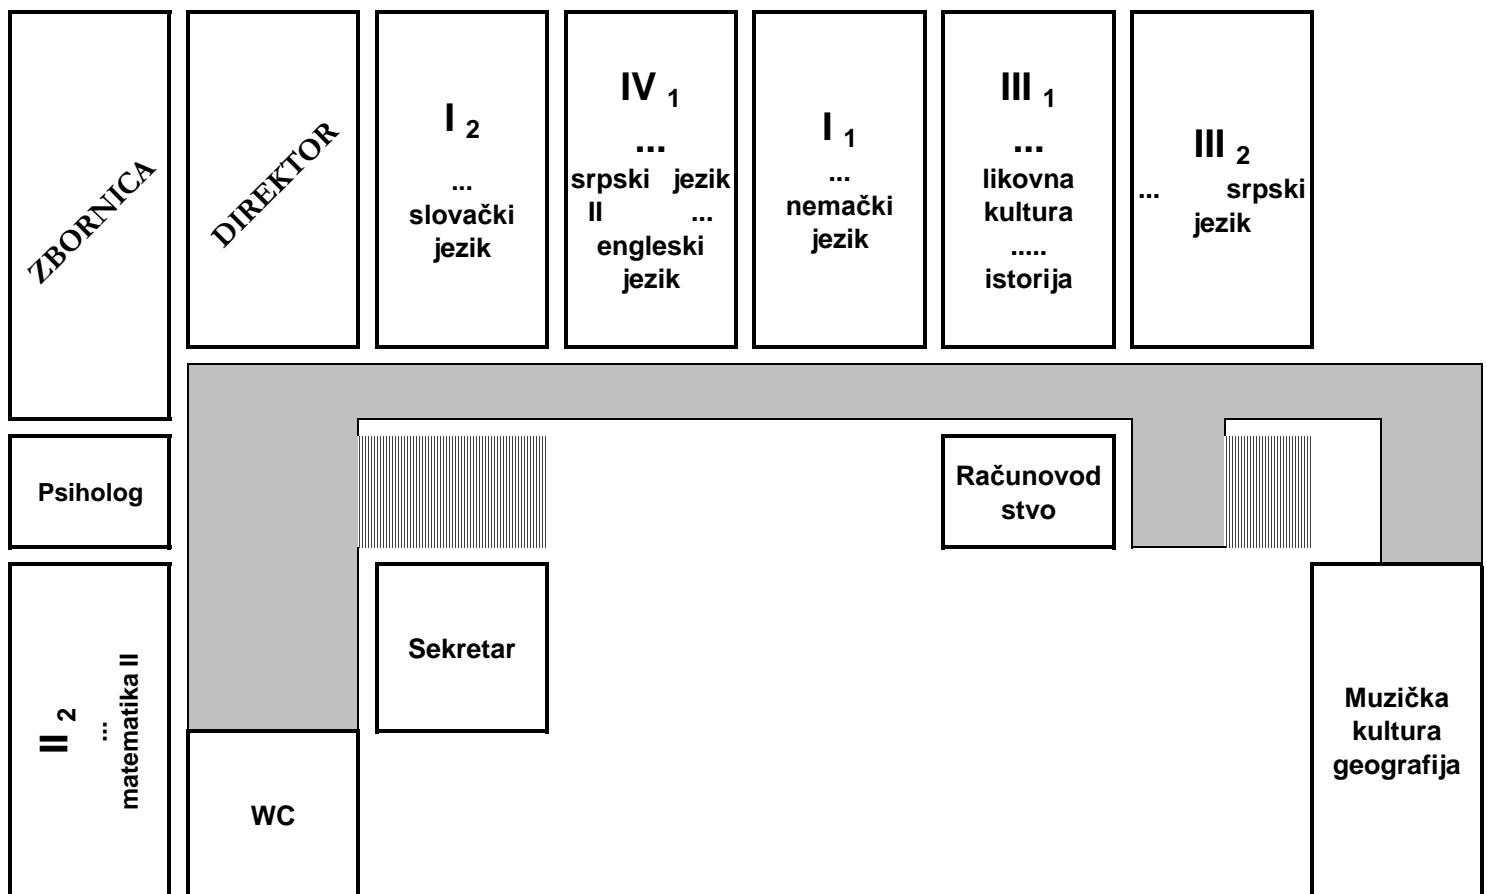 ZBORNICA
DIREKTOR
I 2
...
slovački
jezik
IV 1
...
srpski jezik
II ...
engleski
jezik
I 1
...
nemački
jezik
III 1
...
likovna
kultura
.....
istorija
III 2
... srpski
jezik
Psiholog
Računovod
stvo
II 2
...
matematika II
Sekretar
WC
Muzička
kultura
geografija